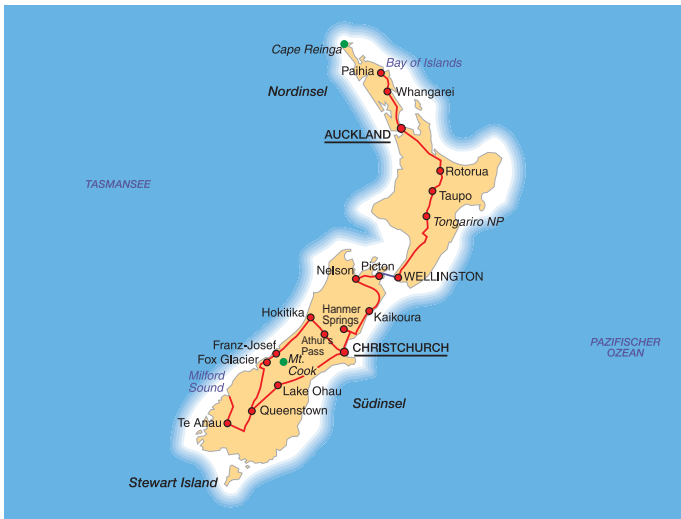 Cape Reinga
Bay of Islands
Paihia
Nordinsel
Whangarei
AUCKLAND
Rotorua
TASMANSEE
Taupo
Tongariro NP
Picton
Nelson
WELLINGTON
Hokitika
Hanmer
Springs
Kaikoura
Franz-Josef
Athur's
Pass
CHRISTCHURCH
PAZIFISCHER
OZEAN
Fox Glacier
Mt.
Cook
Milford
Sound
Lake Ohau
Südinsel
Queenstown
Te Anau
Stewart Island